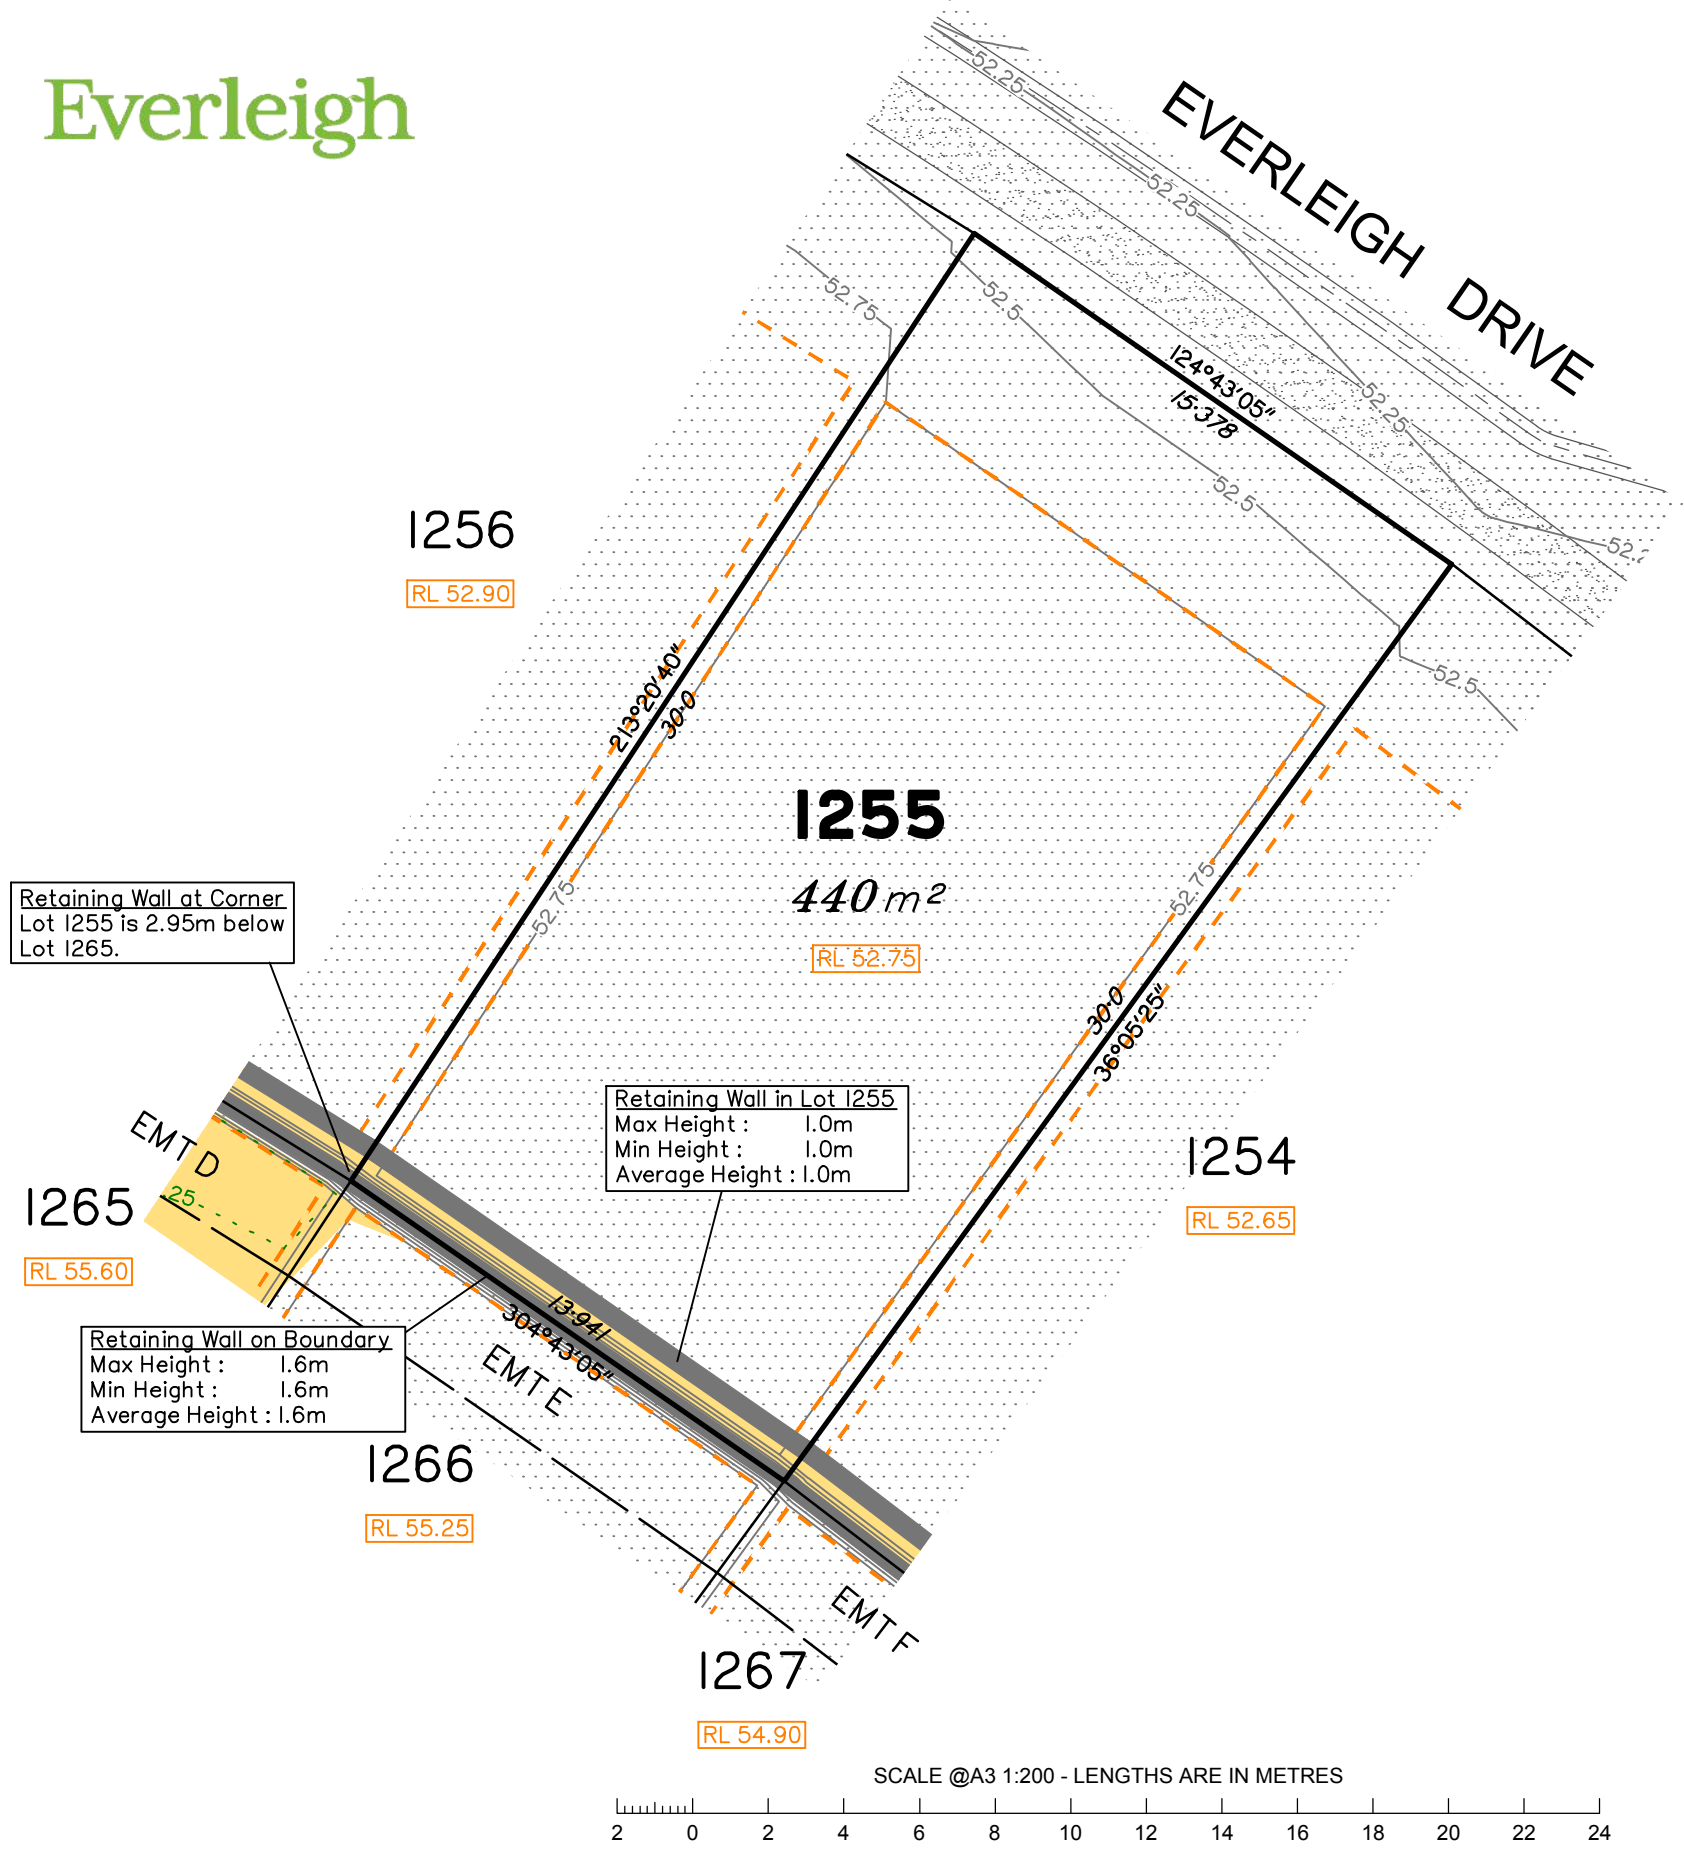 Everleigh
EVERLEIGH DRIVE
52.25
52.25
52.25
52.75
52.5
52.5
52.5
124°43'05"
15·378
1256
RL 52.90
213°20'40"
30·0
1255
440 m²
RL 52.75
52.75
52.75
30·0
36°05'25"
Retaining Wall at Corner
Lot 1255 is 2.95m below
Lot 1265.
Retaining Wall in Lot 1255
Max Height : 1.0m
Min Height : 1.0m
Average Height : 1.0m
1254
RL 52.65
EMT D
25
1265
RL 55.60
13·941
304°43'05"
EMT E
Retaining Wall on Boundary
Max Height : 1.6m
Min Height : 1.6m
Average Height : 1.6m
1266
RL 55.25
EMT F
1267
RL 54.90
SCALE @A3 1:200 - LENGTHS ARE IN METRES
2 0 2 4 6 8 10 12 14 16 18 20 22 24